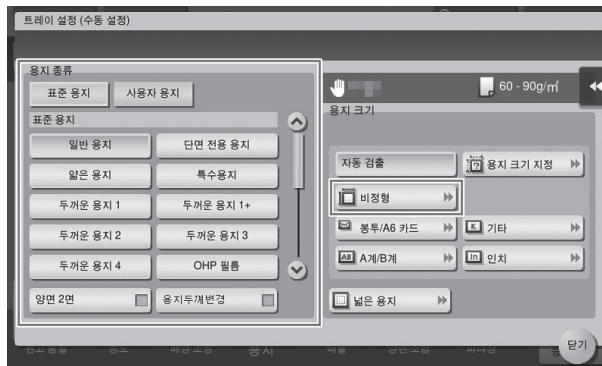 트레이 설정 (수동 설정)
용지 종류
표준 용지 사용자 용지
표준 용지
일반 용지 단면 전용 용지
얇은 용지 특수용지
두꺼운 용지 1 두꺼운 용지 1+
두꺼운 용지 2 두꺼운 용지 3
두꺼운 용지 4 OHP 필름
양면 2면 용지두께변경
60 - 90g/㎡
용지 크기
자동 검출 용지 크기 지정
비정형
봉투/A6 카드 기타
A계/B계 인치
넓은 용지
용지
닫기